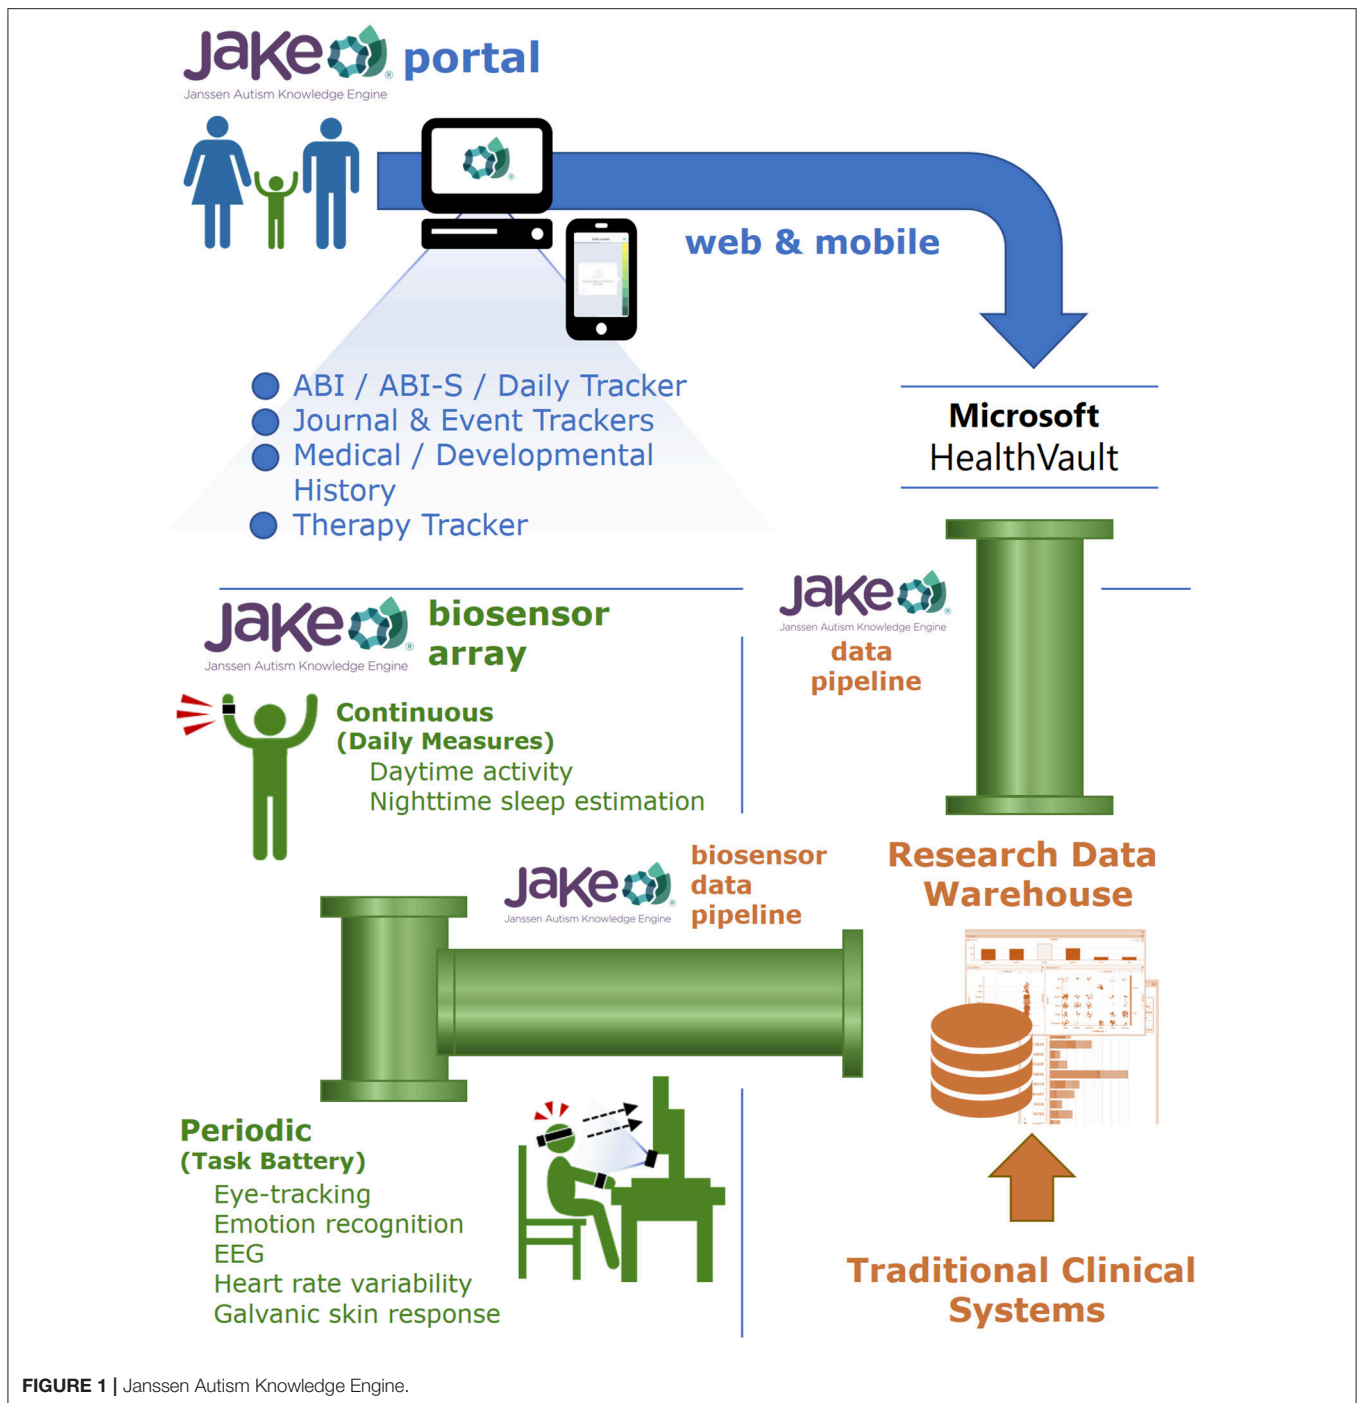 jake® portal
Janssen Autism Knowledge Engine
web & mobile
ABI / ABI-S / Daily Tracker
Journal & Event Trackers
Medical / Developmental
History
Therapy Tracker
Microsoft
HealthVault
jake®
Janssen Autism Knowledge Engine
data
pipeline
jake® biosensor
array
Janssen Autism Knowledge Engine
Continuous
(Daily Measures)
Daytime activity
Nighttime sleep estimation
jake®
Janssen Autism Knowledge Engine
biosensor
data
pipeline
Research Data
Warehouse
Periodic
(Task Battery)
Eye-tracking
Emotion recognition
EEG
Heart rate variability
Galvanic skin response
Traditional Clinical
Systems
FIGURE 1 | Janssen Autism Knowledge Engine.